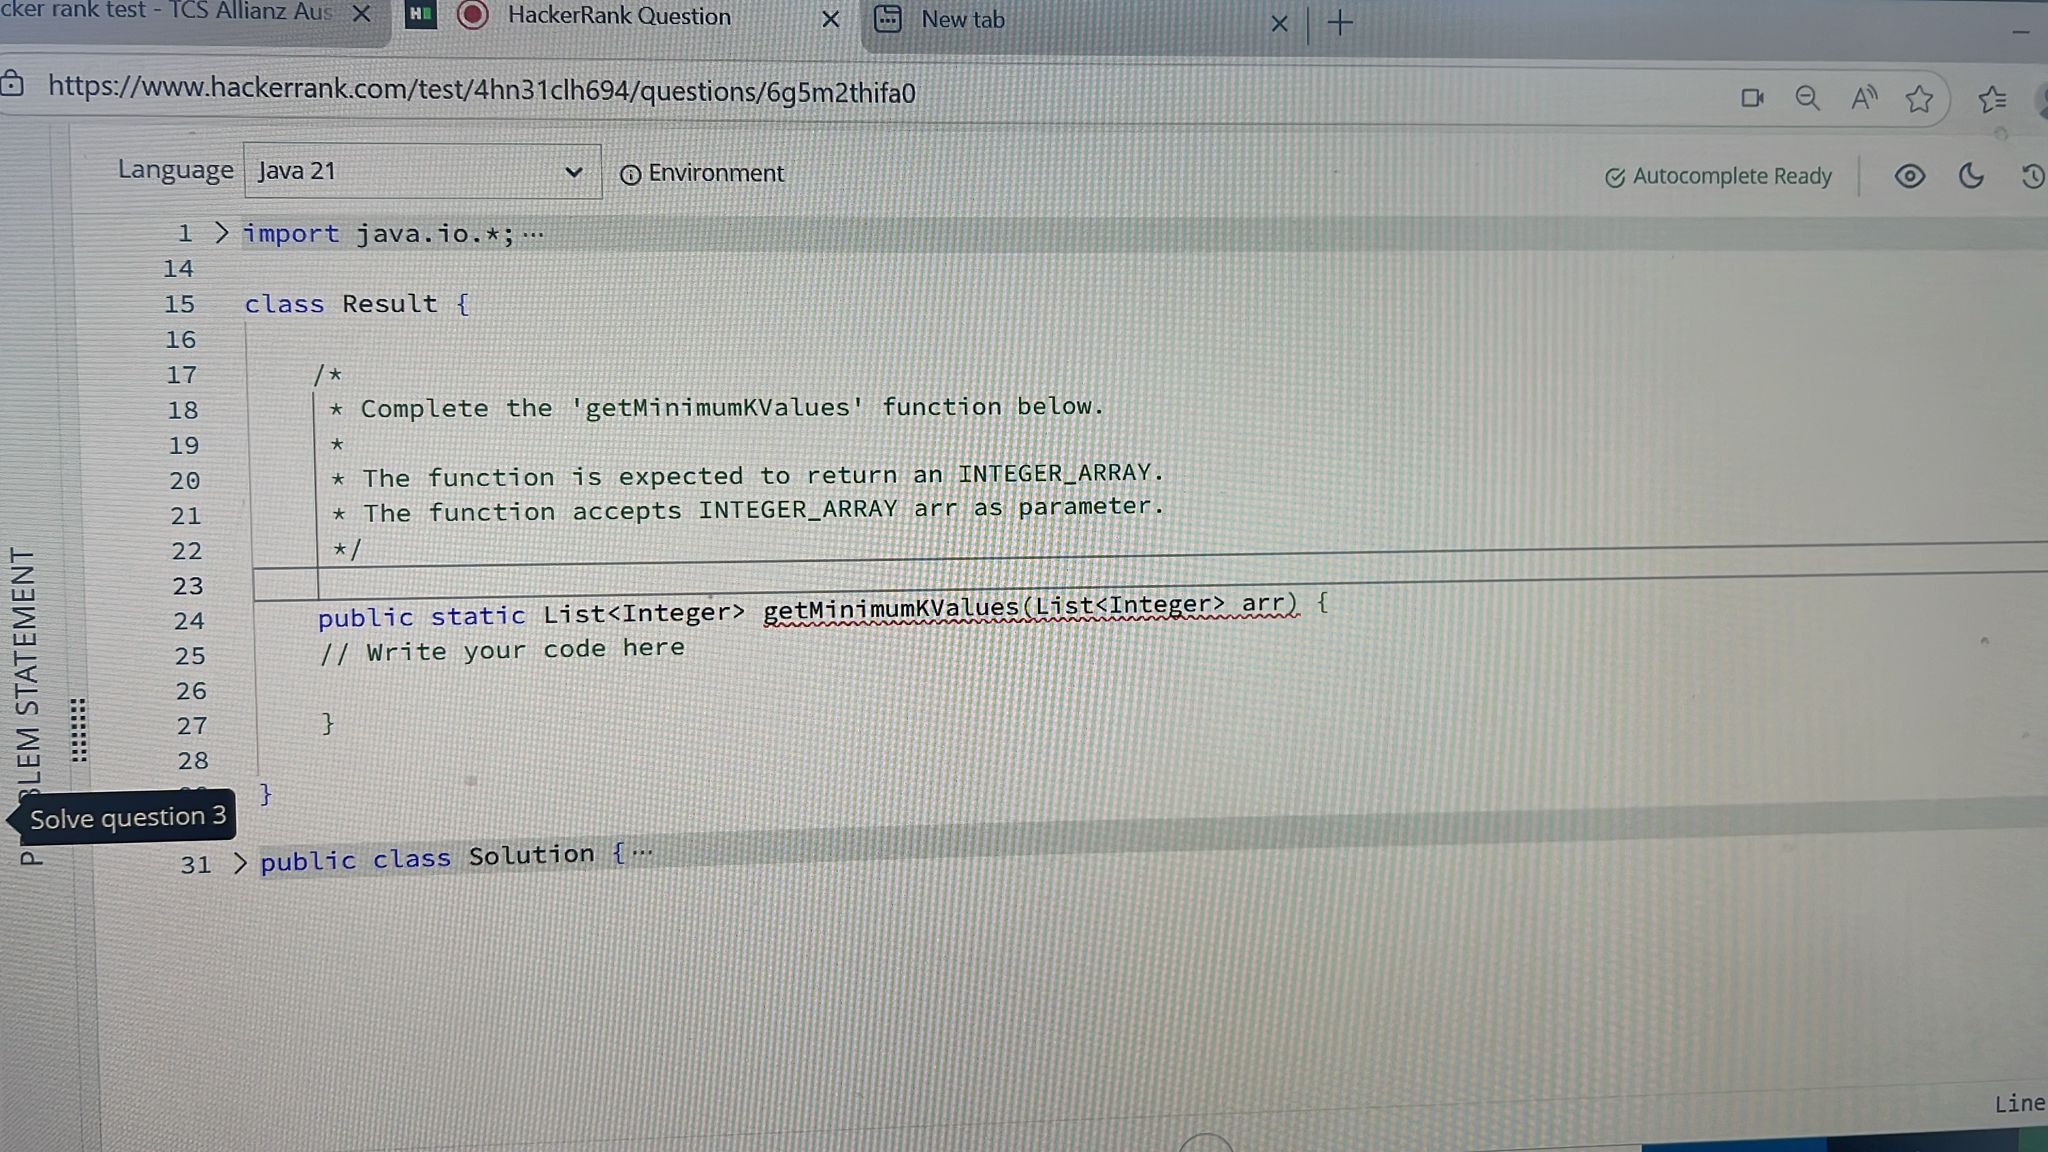 cker rank test - TCS Allianz Aus
HackerRank Question
New tab
https://www.hackerrank.com/test/4hn31clh694/questions/6g5m2thifa0
Language
Java 21
Environment
Autocomplete Ready
1 > import java.io.*; ...
14
15 class Result {
16
17 /*
18 * Complete the 'getMinimumKValues' function below.
19 *
20 * The function is expected to return an INTEGER_ARRAY.
21 * The function accepts INTEGER_ARRAY arr as parameter.
22 */
23
24 public static List<Integer> getMinimumKValues(List<Integer> arr) {
25 // Write your code here
26
27 }
28
}
31 > public class Solution { ...
BLEM STATEMENT
Solve question 3
Line